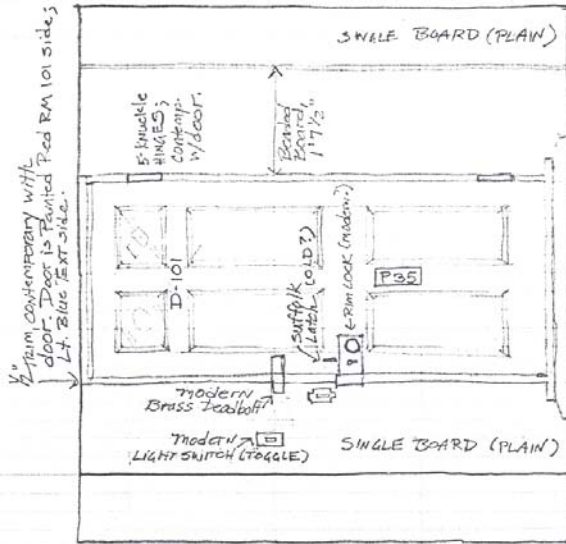 SINGLE BOARD (PLAIN)
5-KNUCKLE
HINGES;
Contemp.
w/door.
Beaded
Board,
1'7½"
½" TRIM, CONTEMPORARY WITH
door. Door is Painted Red RM 101 side;
Lt. Blue EXT side.
D-101
P35
Suffolk
Latch (OLD?)
RIM LOCK (modern?)
modern
Brass Deadbolt
modern
LIGHT SWITCH (TOGGLE)
SINGLE BOARD (PLAIN)